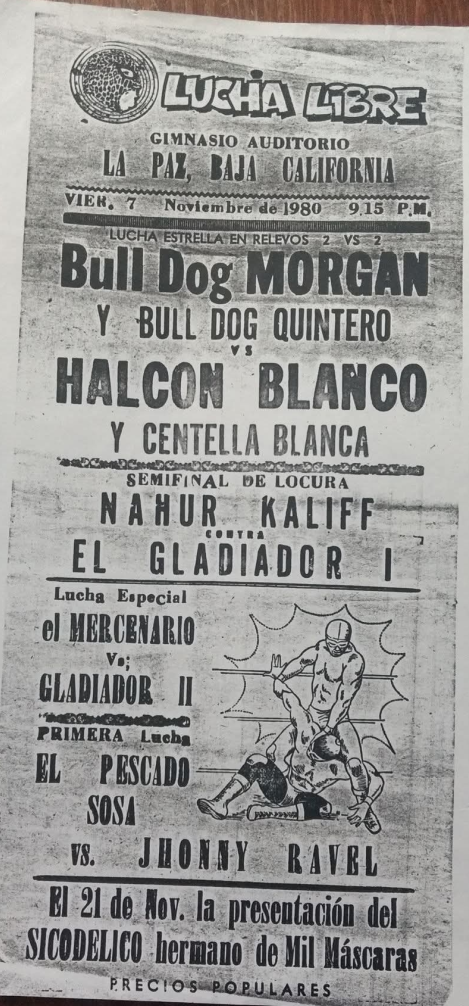 LUCHA LIBRE
GIMNASIO AUDITORIO
LA PAZ, BAJA CALIFORNIA
VIER. 7 Noviembre de 1980 9.15 P.M.
LUCHA ESTRELLA EN RELEVOS 2 VS 2
Bull Dog MORGAN
Y BULL DOG QUINTERO
VS
HALCON BLANCO
Y CENTELLA BLANCA
SEMIFINAL DE LOCURA
NAHUR KALIFF
CONTRA
EL GLADIADOR I
Lucha Especial
el MERCENARIO
Vs;
GLADIADOR II
PRIMERA Lucha
EL PESCADO
SOSA
vs. JHONNY RAVEL
El 21 de Nov. la presentación del
SICODELICO hermano de Mil Máscaras
PRECIOS POPULARES